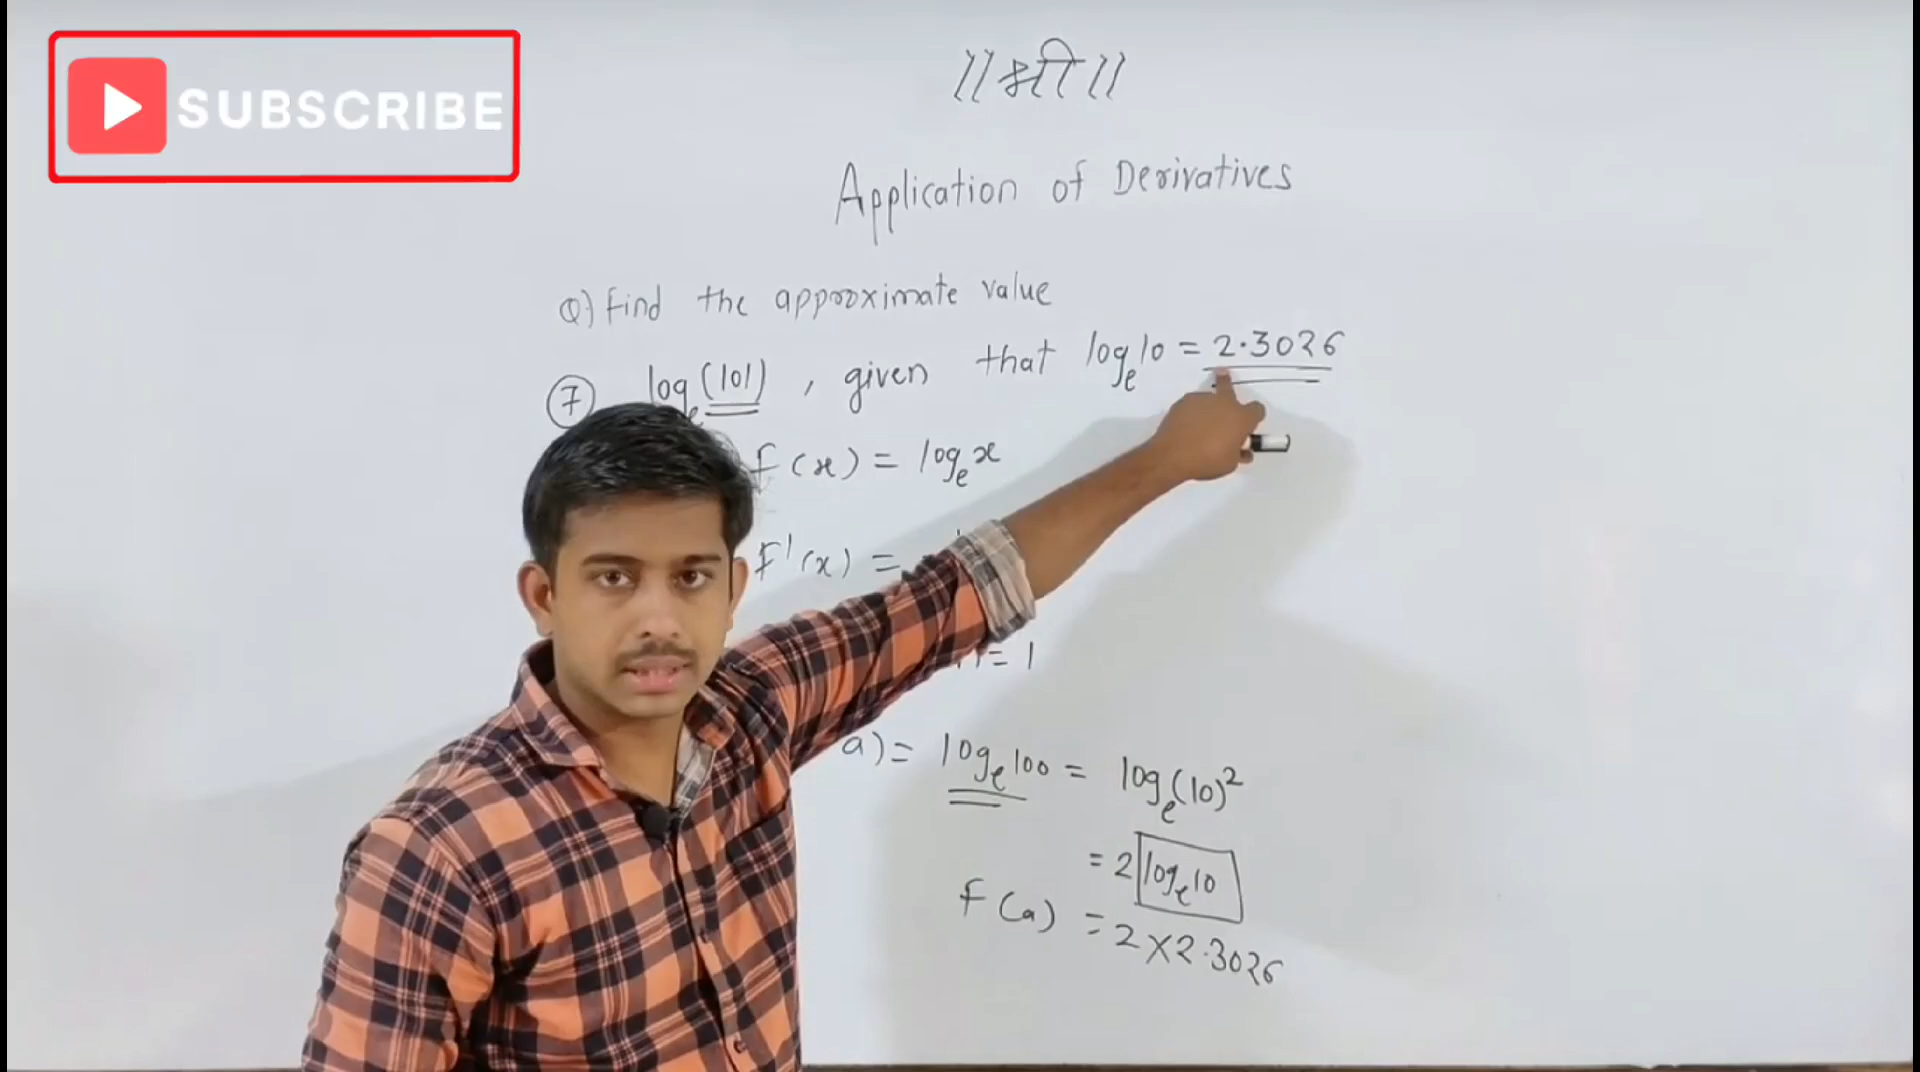 SUBSCRIBE
॥श्री॥
Application of Derivatives
Q) Find the approximate value
⑦ logₑ(101), given that logₑ10 = 2.3026
f(x) = logₑx
F'(x) =
= 1
a) = logₑ100 = logₑ(10)²
= 2 logₑ10
F(a) = 2×2.3026